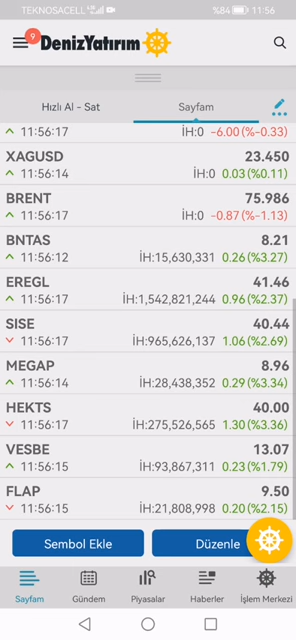 TEKNOSACELL %84 11:56
9 DenizYatırım
Hızlı Al - Sat Sayfam
11:56:17 İH:0 -6.00 (%-0.33)
XAGUSD 23.450
11:56:14 İH:0 0.03 (%0.11)
BRENT 75.986
11:56:17 İH:0 -0.87 (%-1.13)
BNTAS 8.21
11:56:12 İH:15,630,331 0.26 (%3.27)
EREGL 41.46
11:56:17 İH:1,542,821,244 0.96 (%2.37)
SISE 40.44
11:56:17 İH:965,626,137 1.06 (%2.69)
MEGAP 8.96
11:56:14 İH:28,438,352 0.29 (%3.34)
HEKTS 40.00
11:56:17 İH:275,526,565 1.30 (%3.36)
VESBE 13.07
11:56:15 İH:93,867,311 0.23 (%1.79)
FLAP 9.50
11:56:15 İH:21,808,998 0.20 (%2.15)
Sembol Ekle Düzenle
Sayfam Gündem Piyasalar Haberler İşlem Merkezi